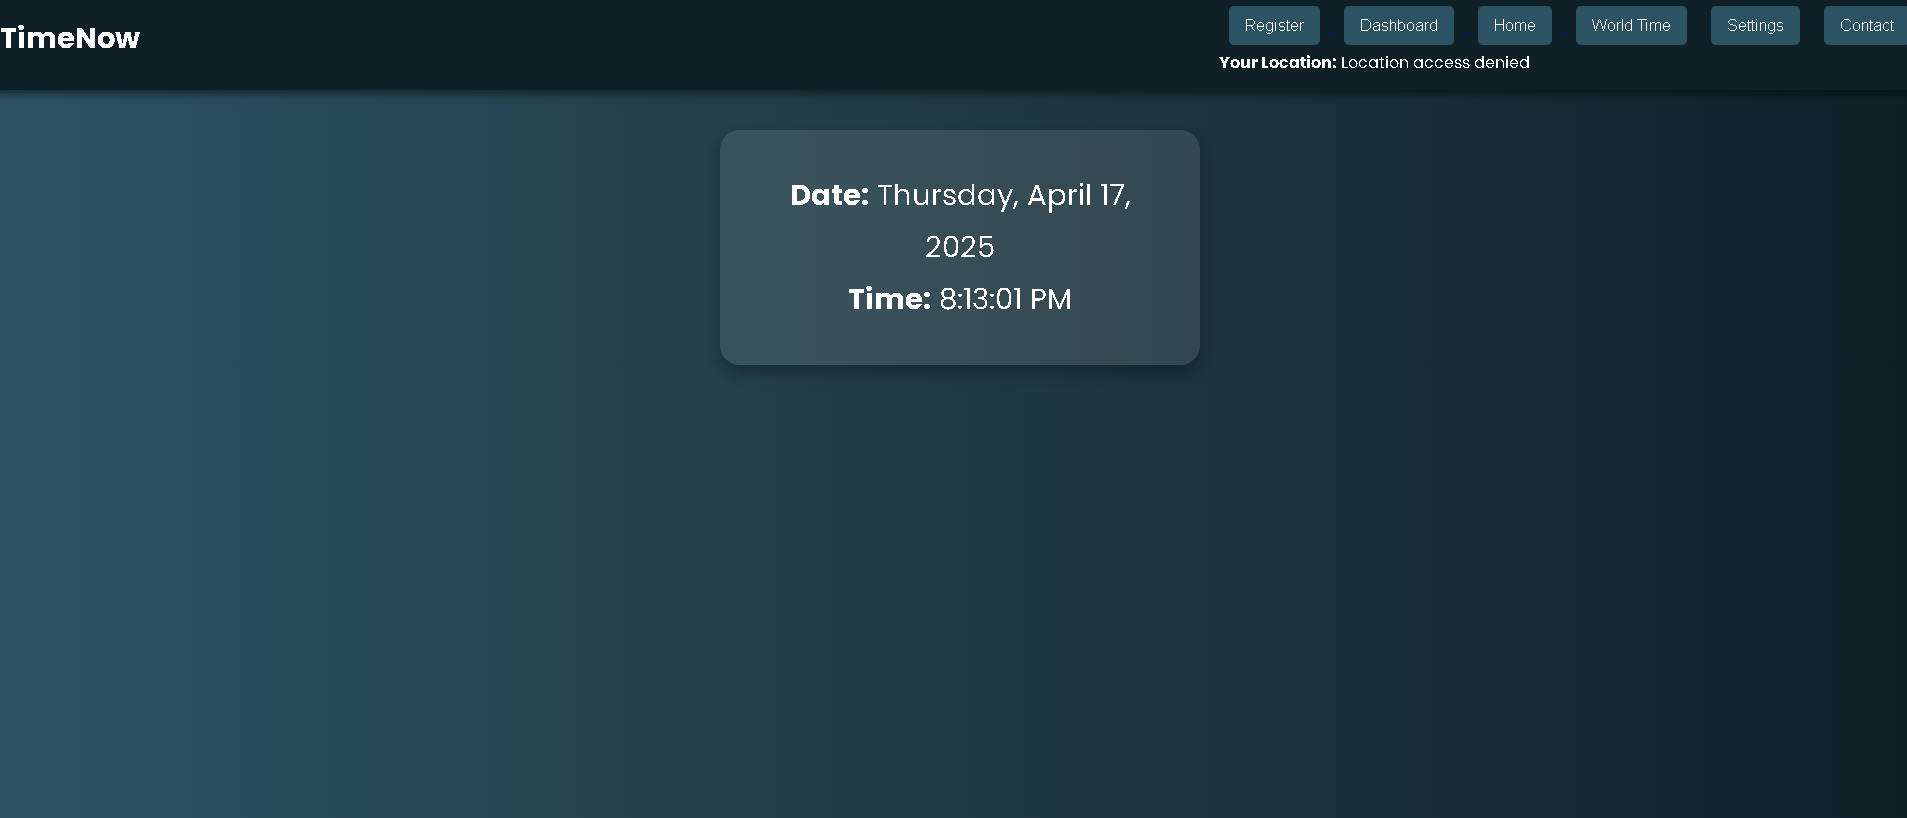 TimeNow
Register Dashboard Home World Time Settings Contact
Your Location: Location access denied
Date: Thursday, April 17,
2025
Time: 8:13:01 PM